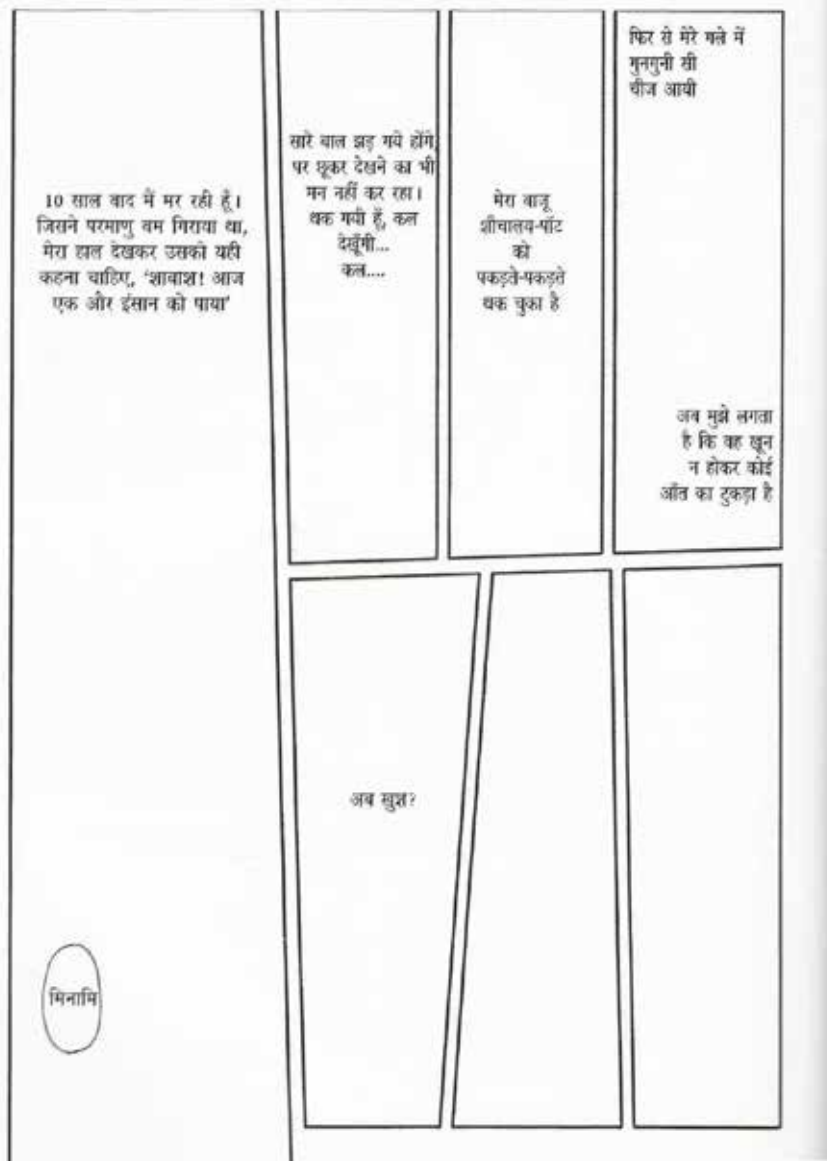 फिर से मेरे गले में
गुनगुनी सी
चीज आयी
अब मुझे लगता
है कि वह खून
न होकर कोई
आँत का टुकड़ा है
मेरा बाजू
शौचालय-पॉट
को
पकड़ते-पकड़ते
थक चुका है
सारे बाल झड़ गये होंगे,
पर छूकर देखने का भी
मन नहीं कर रहा।
थक गयी हूँ, कल
देखूँगी...
कल....
अब खुश?
10 साल बाद मैं मर रही हूँ।
जिसने परमाणु बम गिराया था,
मेरा हाल देखकर उसको यही
कहना चाहिए, 'शाबाश! आज
एक और इंसान को पाया'
मिनामि